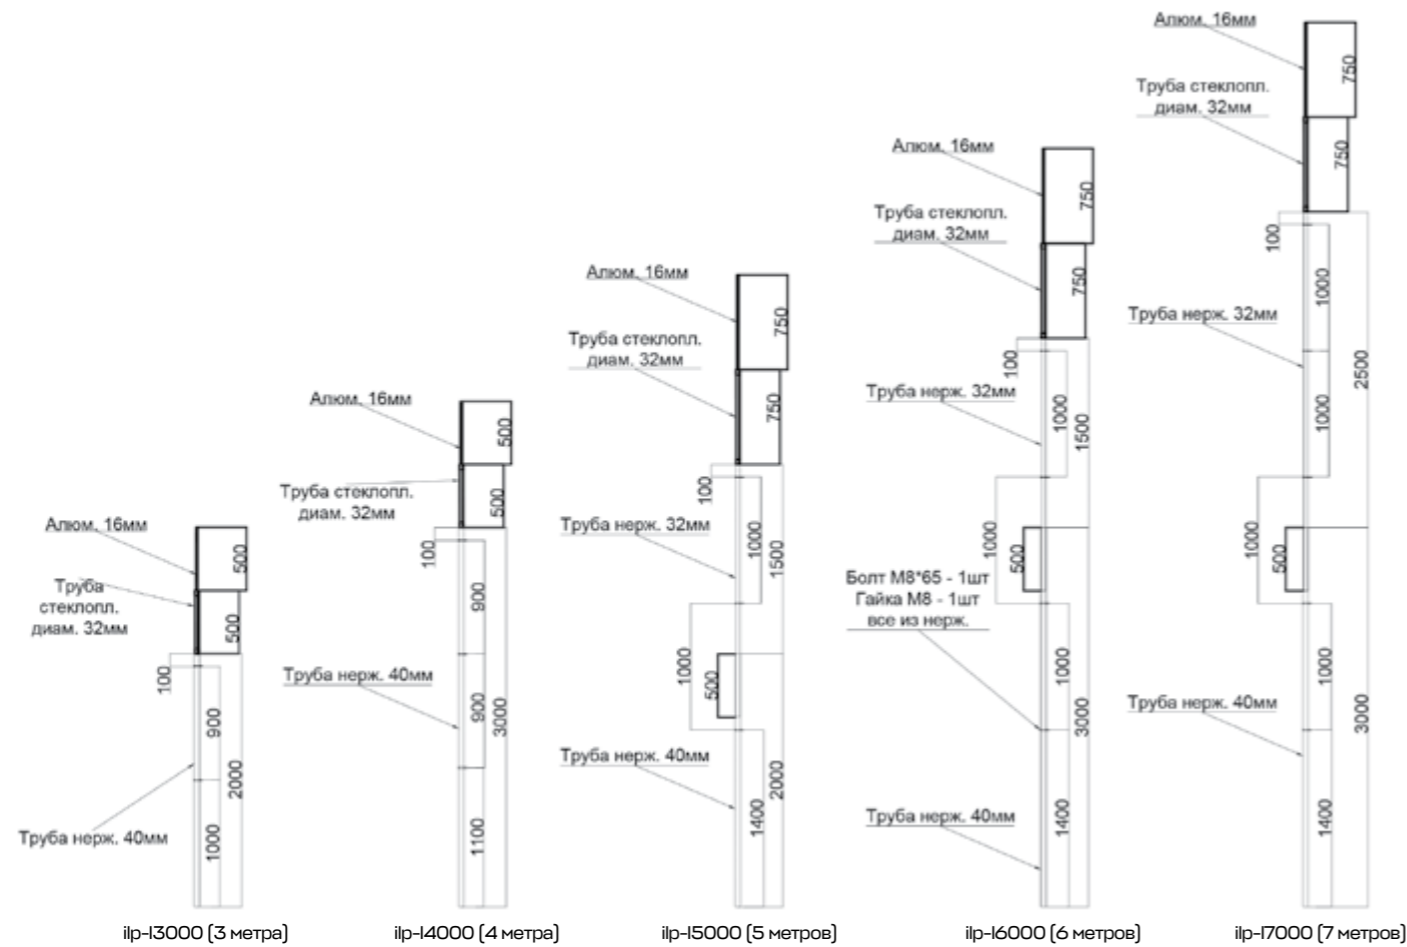 Алюм. 16мм
500
Труба
стеклопл.
диам. 32мм
500
100
900
2000
Труба нерж. 40мм
1000
ilp-l3000 (3 метра)
Алюм. 16мм
500
Труба стеклопл.
диам. 32мм
500
100
900
Труба нерж. 40мм
900
3000
1100
ilp-l4000 (4 метра)
Алюм. 16мм
750
Труба стеклопл.
диам. 32мм
750
100
Труба нерж. 32мм
1000
1500
1000
500
Труба нерж. 40мм
2000
1400
ilp-l5000 (5 метров)
Алюм. 16мм
750
Труба стеклопл.
диам. 32мм
750
100
Труба нерж. 32мм
1000
1500
1000
500
Болт М8*65 - 1шт
Гайка М8 - 1шт
все из нерж.
1000
3000
Труба нерж. 40мм
1400
ilp-l6000 (6 метров)
Алюм. 16мм
750
Труба стеклопл.
диам. 32мм
750
100
1000
Труба нерж. 32мм
2500
1000
1000
500
1000
Труба нерж. 40мм
3000
1400
ilp-l7000 (7 метров)